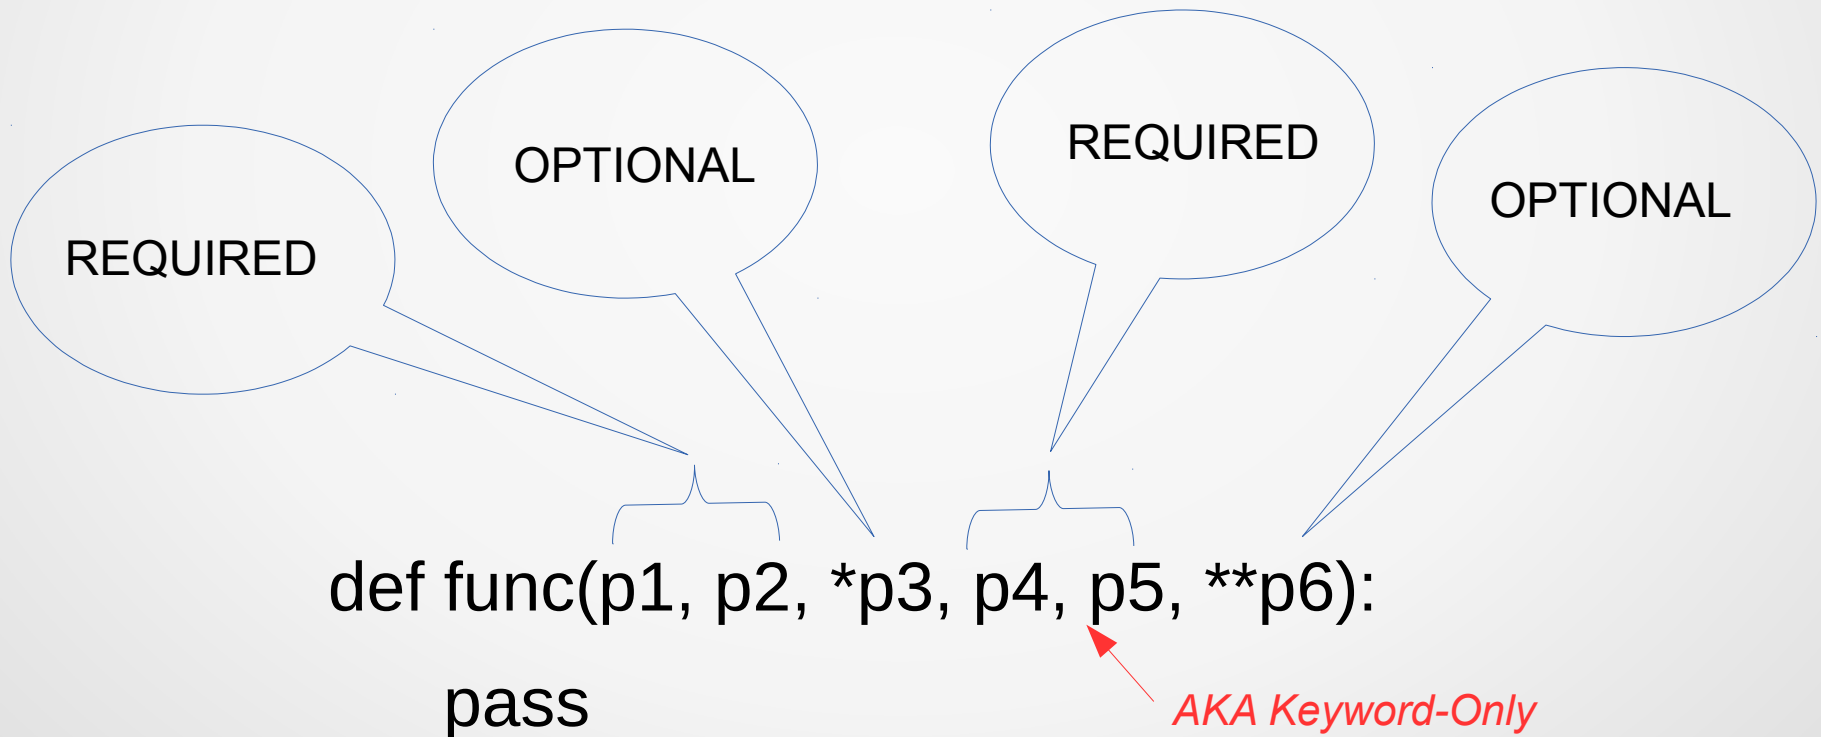 REQUIRED
OPTIONAL
REQUIRED
OPTIONAL
def func(p1, p2, *p3, p4, p5, **p6):
pass
AKA Keyword-Only